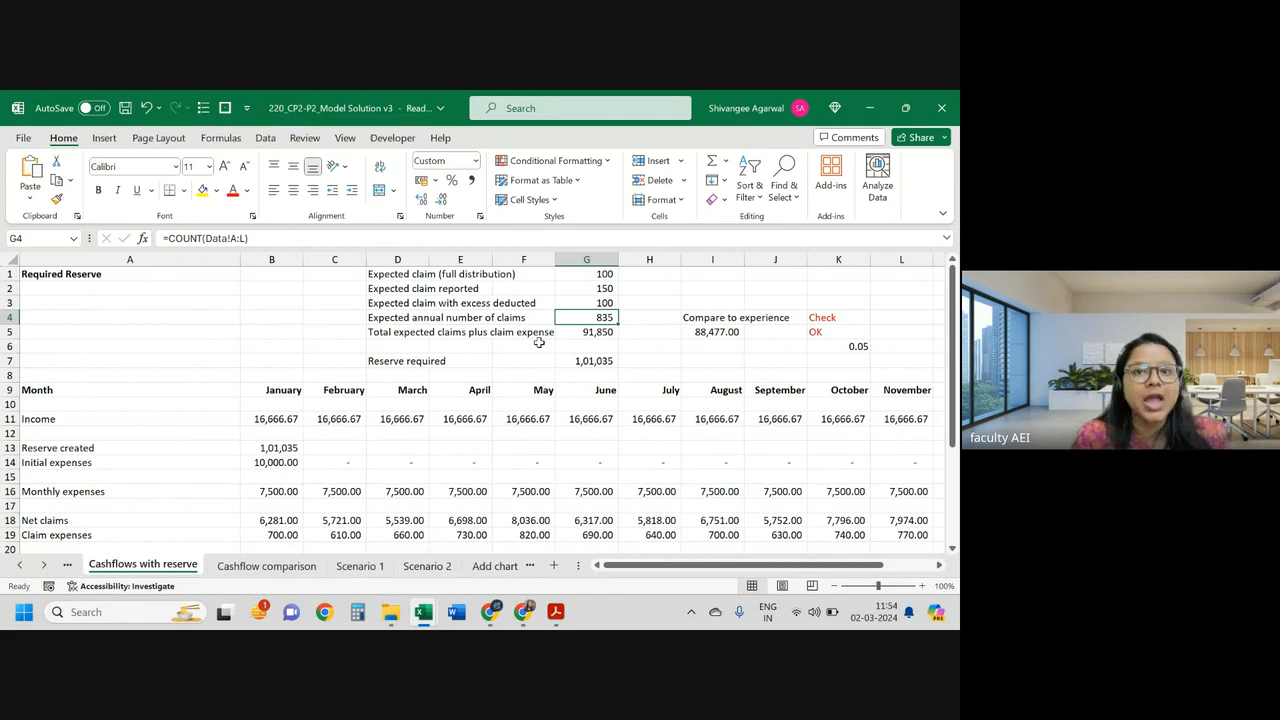 AutoSave Off 220_CP2-P2_Model Solution v3 - Read... Search Shivangee Agarwal SA
File Home Insert Page Layout Formulas Data Review View Developer Help Comments Share
Paste Calibri 11 Custom Conditional Formatting Insert
B I U Format as Table Delete Sort & Filter Find & Select Add-ins Analyze Data
Cell Styles Format
Clipboard Font Alignment Number Styles Cells Editing Add-ins
G4 fx =COUNT(Data!A:L)
A B C D E F G H I J K L
1 Required Reserve Expected claim (full distribution) 100
2 Expected claim reported 150
3 Expected claim with excess deducted 100
4 Expected annual number of claims 835 Compare to experience Check
5 Total expected claims plus claim expense 91,850 88,477.00 OK
6 0.05
7 Reserve required 1,01,035
8
9 Month January February March April May June July August September October November
10
11 Income 16,666.67 16,666.67 16,666.67 16,666.67 16,666.67 16,666.67 16,666.67 16,666.67 16,666.67 16,666.67 16,666.67
12
13 Reserve created 1,01,035
14 Initial expenses 10,000.00 - - - - - - - - - -
15
16 Monthly expenses 7,500.00 7,500.00 7,500.00 7,500.00 7,500.00 7,500.00 7,500.00 7,500.00 7,500.00 7,500.00 7,500.00
17
18 Net claims 6,281.00 5,721.00 5,539.00 6,698.00 8,036.00 6,317.00 5,818.00 6,751.00 5,752.00 7,796.00 7,974.00
19 Claim expenses 700.00 610.00 660.00 730.00 820.00 690.00 640.00 700.00 630.00 740.00 770.00
20
Cashflows with reserve Cashflow comparison Scenario 1 Scenario 2 Add chart
Ready Accessibility: Investigate 100%
Search ENG IN 11:54 02-03-2024
faculty AEI